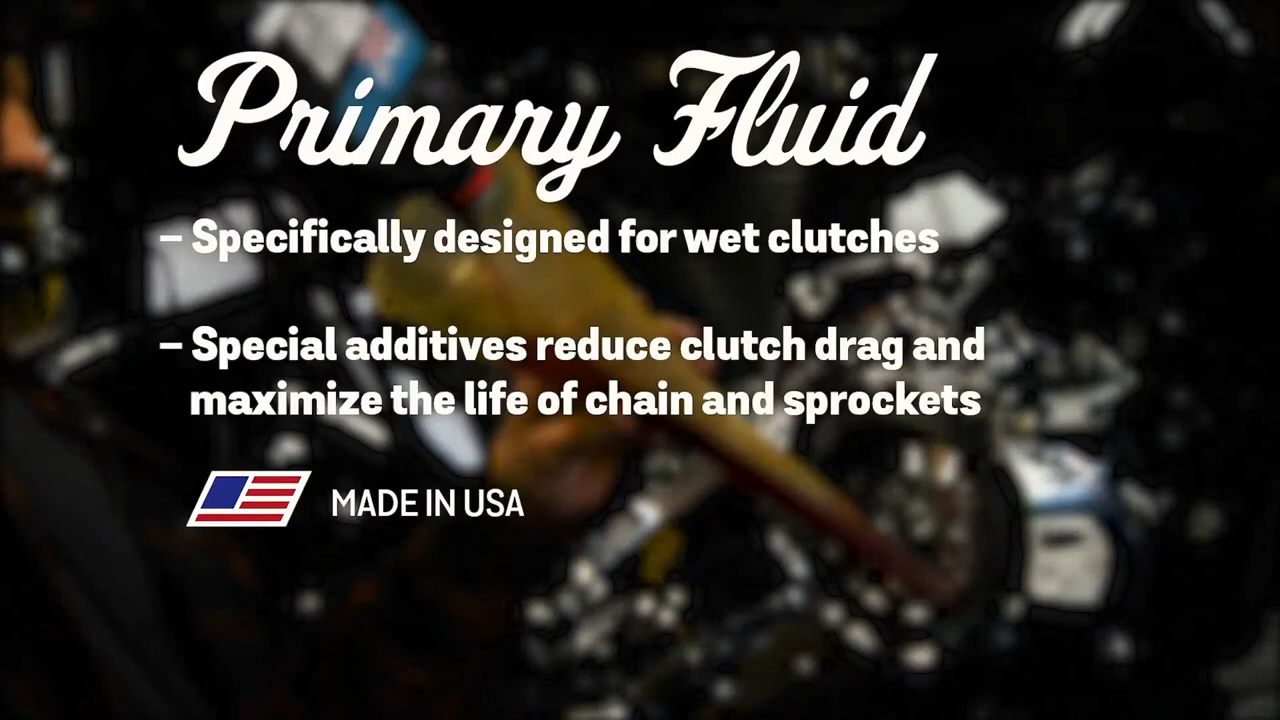 Primary Fluid
– Specifically designed for wet clutches
– Special additives reduce clutch drag and
maximize the life of chain and sprockets
MADE IN USA